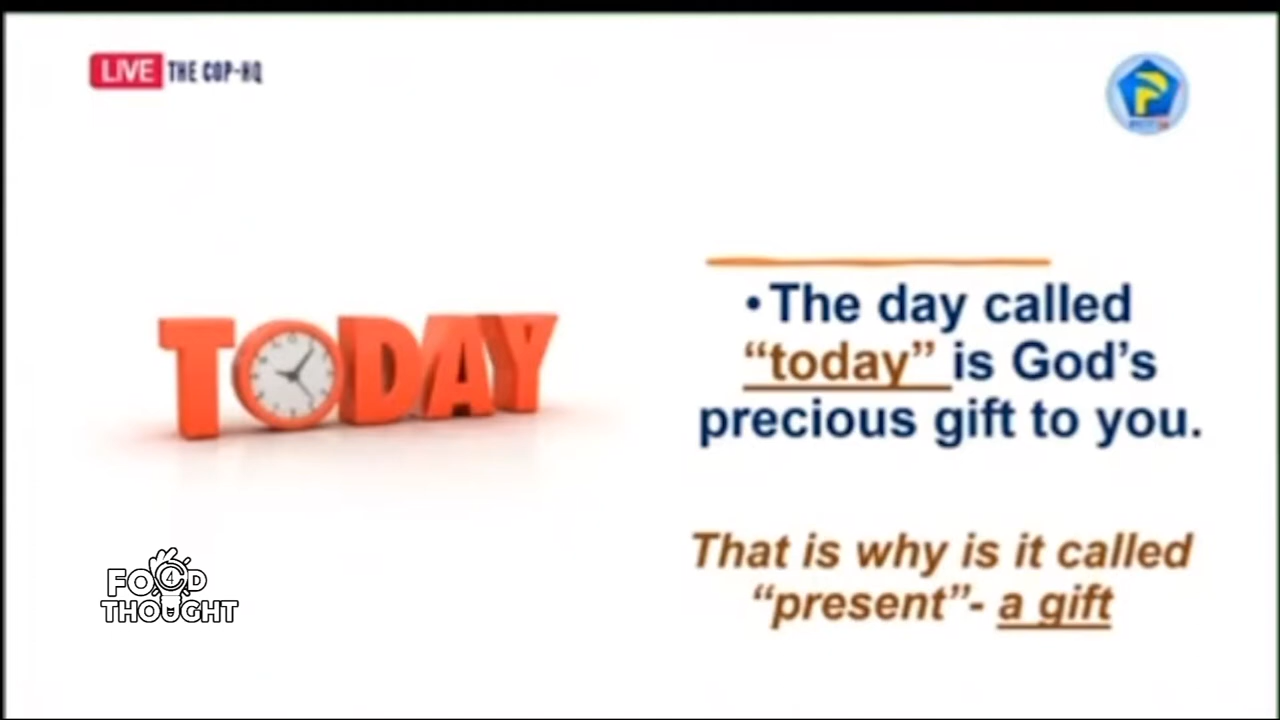 LIVE THE COP-HQ
TODAY
•The day called
“today” is God’s
precious gift to you.
That is why is it called
“present”- a gift
FOOD
4
THOUGHT